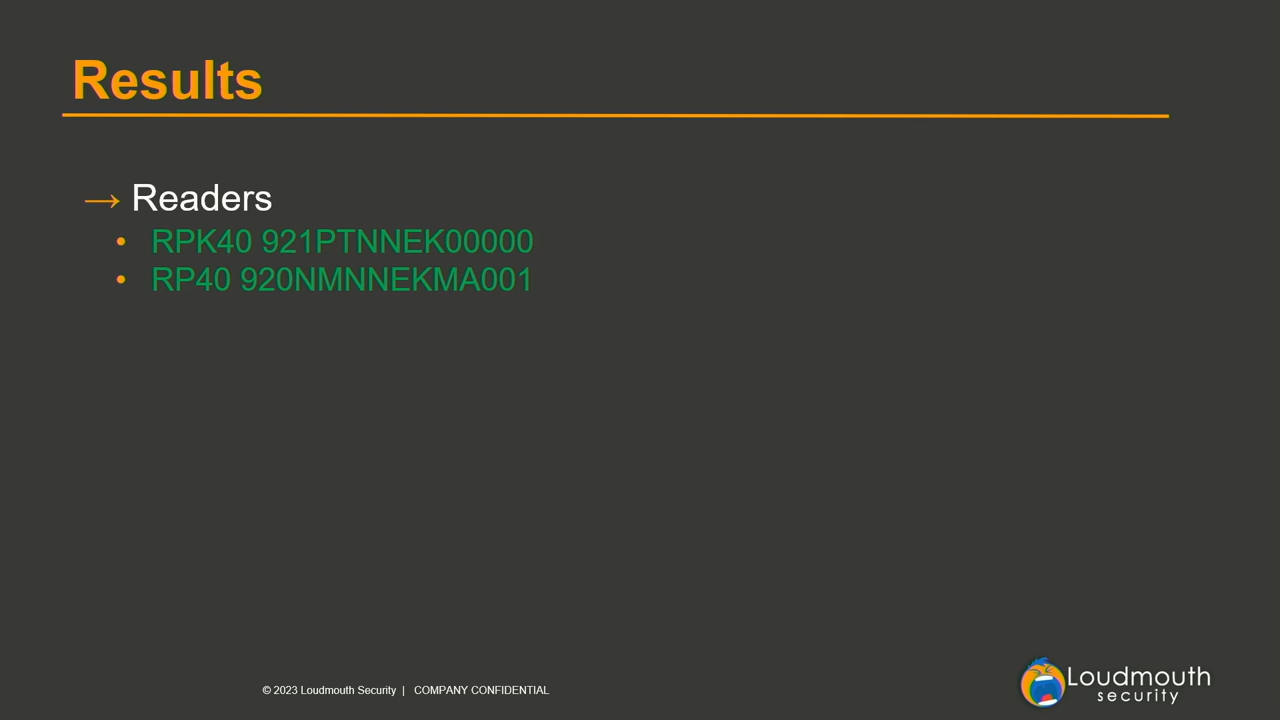 Results
→ Readers
• RPK40 921PTNNEK00000
• RP40 920NMNNEKMA001
© 2023 Loudmouth Security | COMPANY CONFIDENTIAL
Loudmouth
security